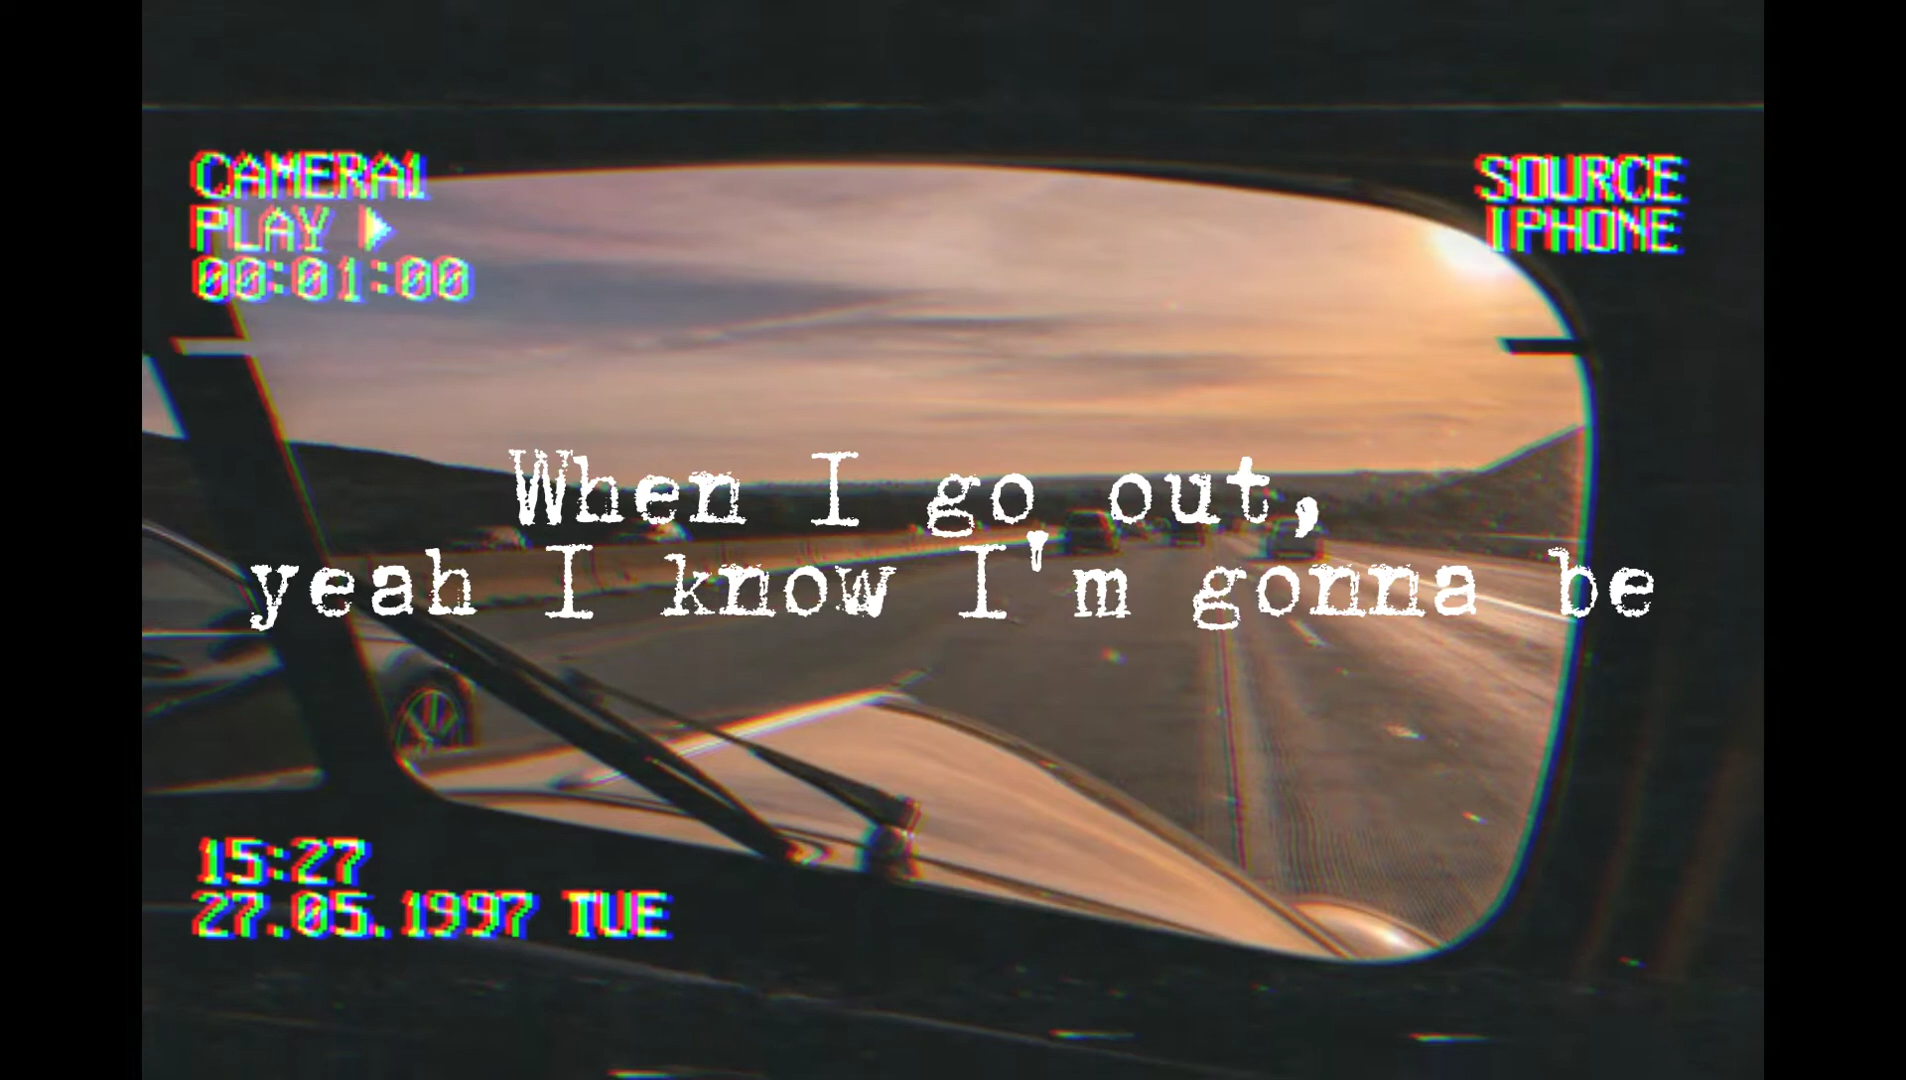 CAMERA1
PLAY
00:01:00
SOURCE
IPHONE
When I go out,
yeah I know I'm gonna be
15:27
27.05.1997 TUE